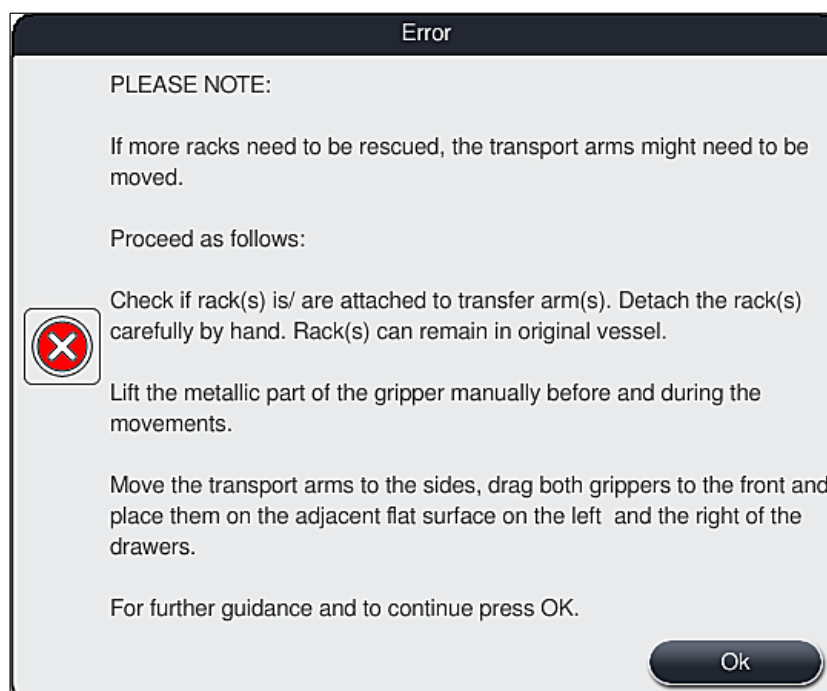 Error
PLEASE NOTE:
If more racks need to be rescued, the transport arms might need to be
moved.
Proceed as follows:
Check if rack(s) is/ are attached to transfer arm(s). Detach the rack(s)
carefully by hand. Rack(s) can remain in original vessel.
Lift the metallic part of the gripper manually before and during the
movements.
Move the transport arms to the sides, drag both grippers to the front and
place them on the adjacent flat surface on the left and the right of the
drawers.
For further guidance and to continue press OK.
Ok